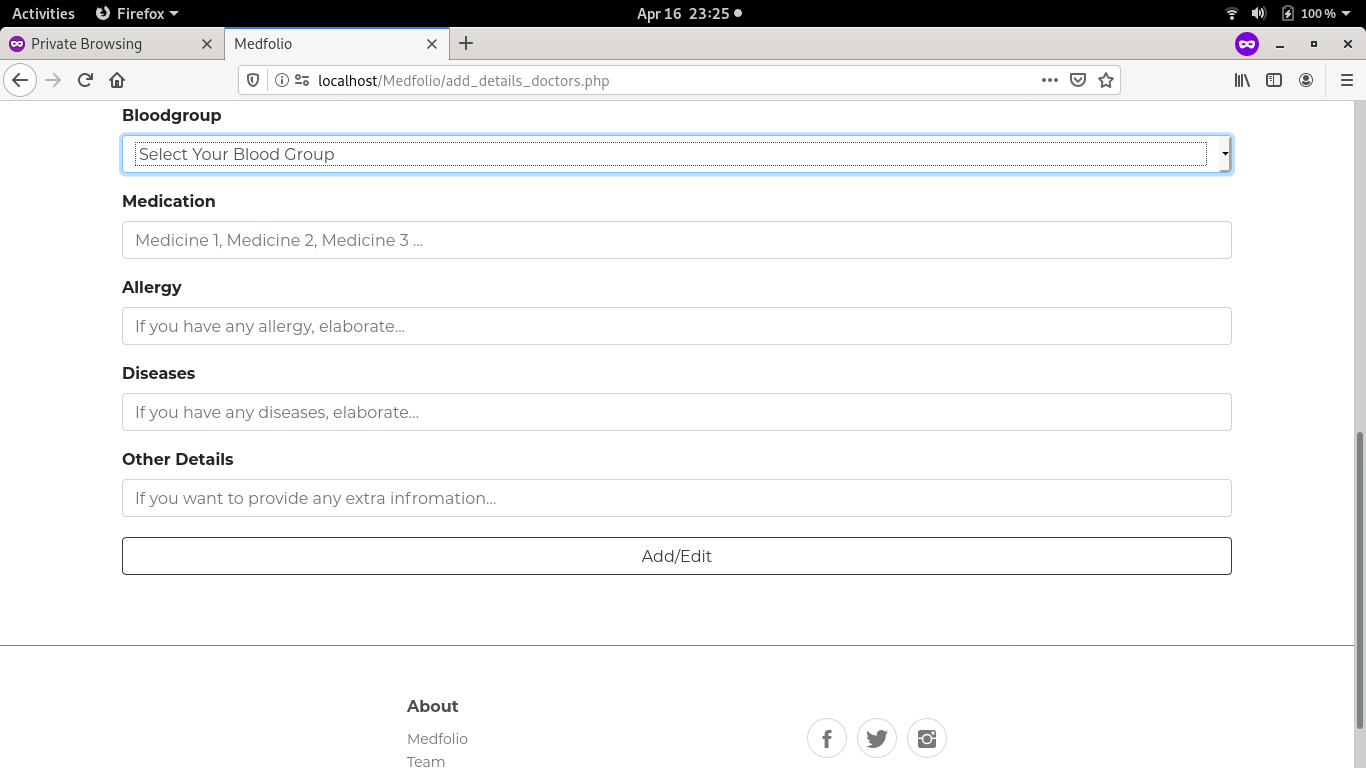 Activities Firefox Apr 16 23:25 100 %
Private Browsing Medfolio
localhost/Medfolio/add_details_doctors.php
Bloodgroup
Select Your Blood Group
Medication
Medicine 1, Medicine 2, Medicine 3 ...
Allergy
If you have any allergy, elaborate...
Diseases
If you have any diseases, elaborate...
Other Details
If you want to provide any extra infromation...
Add/Edit
About
Medfolio
Team